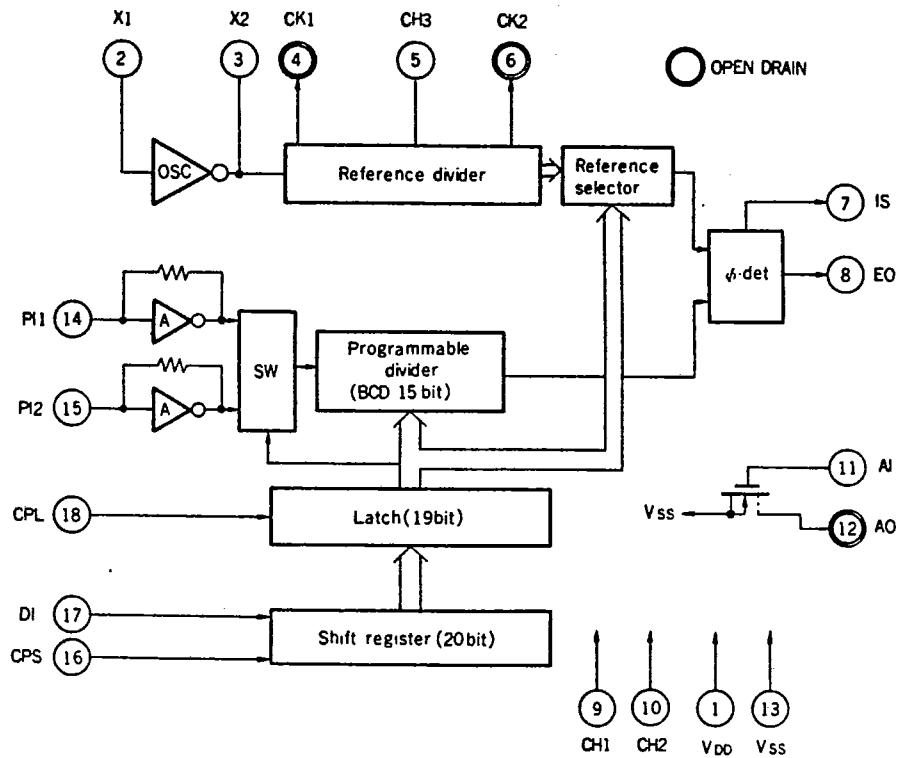 X1 X2 CK1 CH3 CK2
2 3 4 5 6
OPEN DRAIN
OSC
Reference divider
Reference
selector
7 IS
φ·det
8 EO
PI1 14
A
SW
Programmable
divider
(BCD 15 bit)
PI2 15
A
11 AI
CPL 18
Latch (19bit)
VSS
12 AO
DI 17
Shift register (20bit)
CPS 16
9 10 1 13
CH1 CH2 VDD VSS